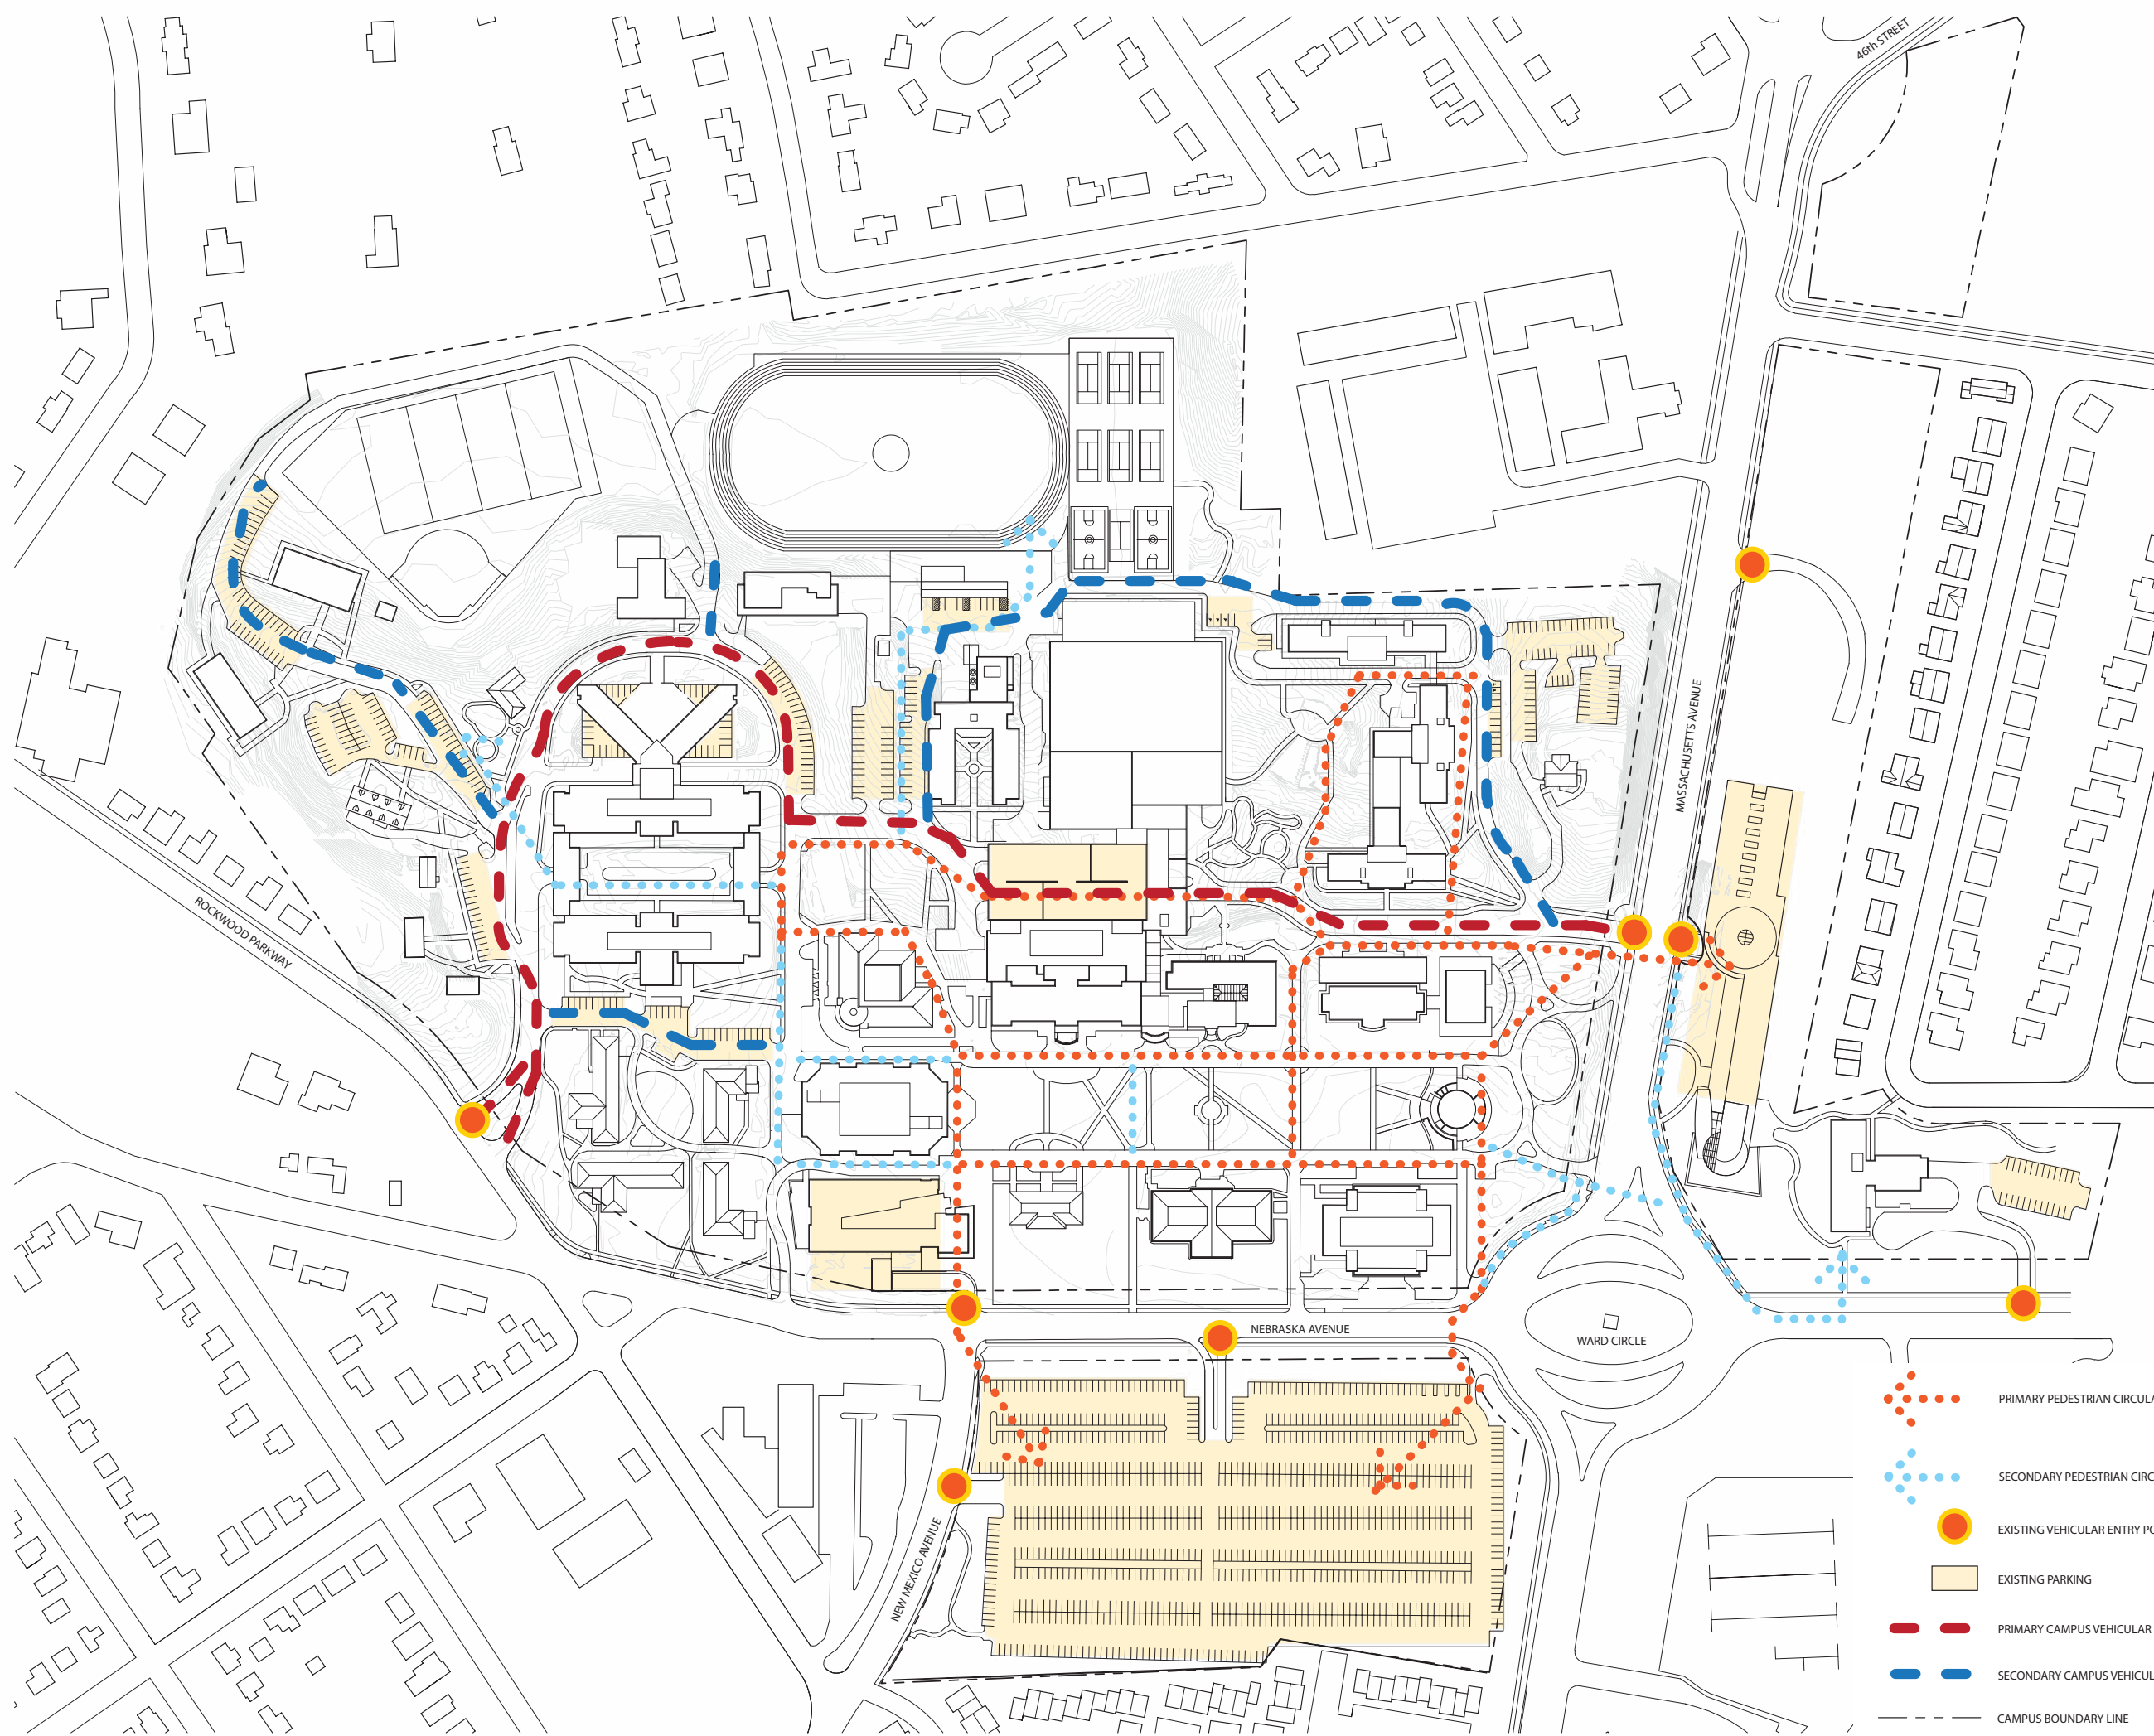 46th STREET
MASSACHUSETTS AVENUE
ROCKWOOD PARKWAY
NEBRASKA AVENUE
WARD CIRCLE
NEW MEXICO AVENUE
PRIMARY PEDESTRIAN CIRCULA
SECONDARY PEDESTRIAN CIRC
EXISTING VEHICULAR ENTRY PO
EXISTING PARKING
PRIMARY CAMPUS VEHICULAR
SECONDARY CAMPUS VEHICUL
CAMPUS BOUNDARY LINE